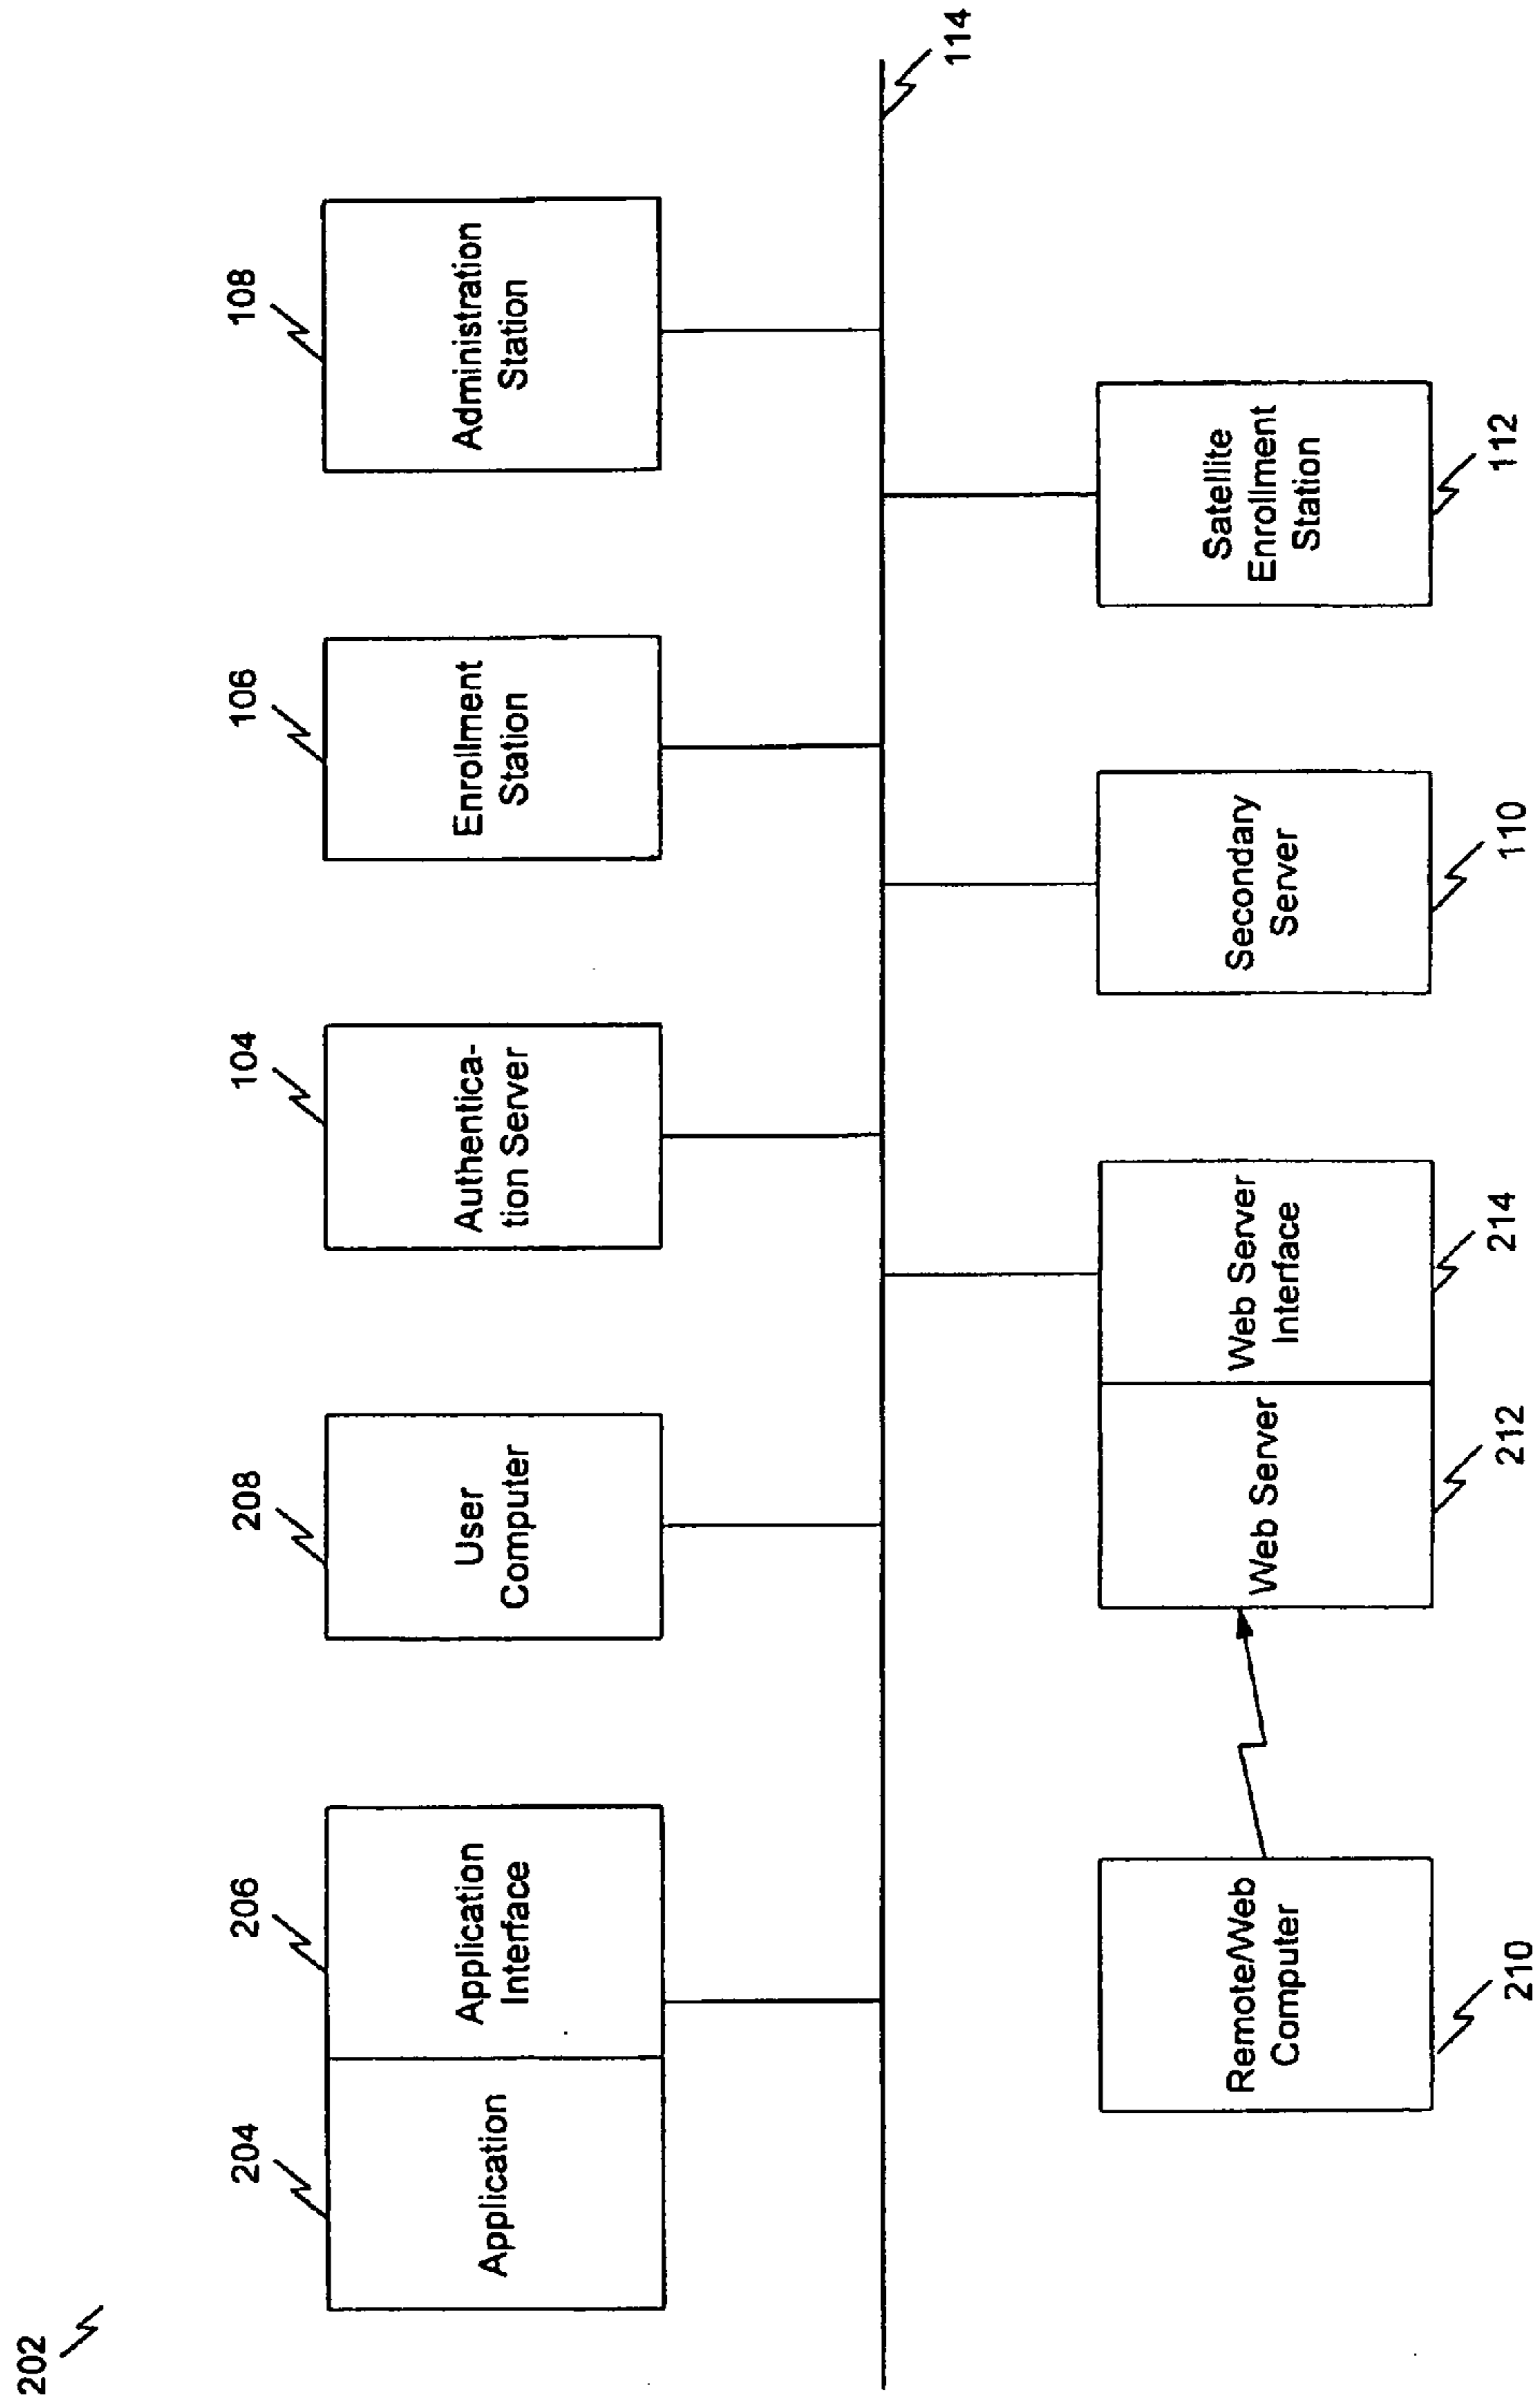 202
204
206
208
104
106
108
Application
Application
Interface
User
Computer
Authentica-
tion Server
Enrollment
Station
Administration
Station
114
Remote/Web
Computer
Web Server
Web Server
Interface
Secondary
Server
Satellite
Enrollment
Station
210
212
214
110
112